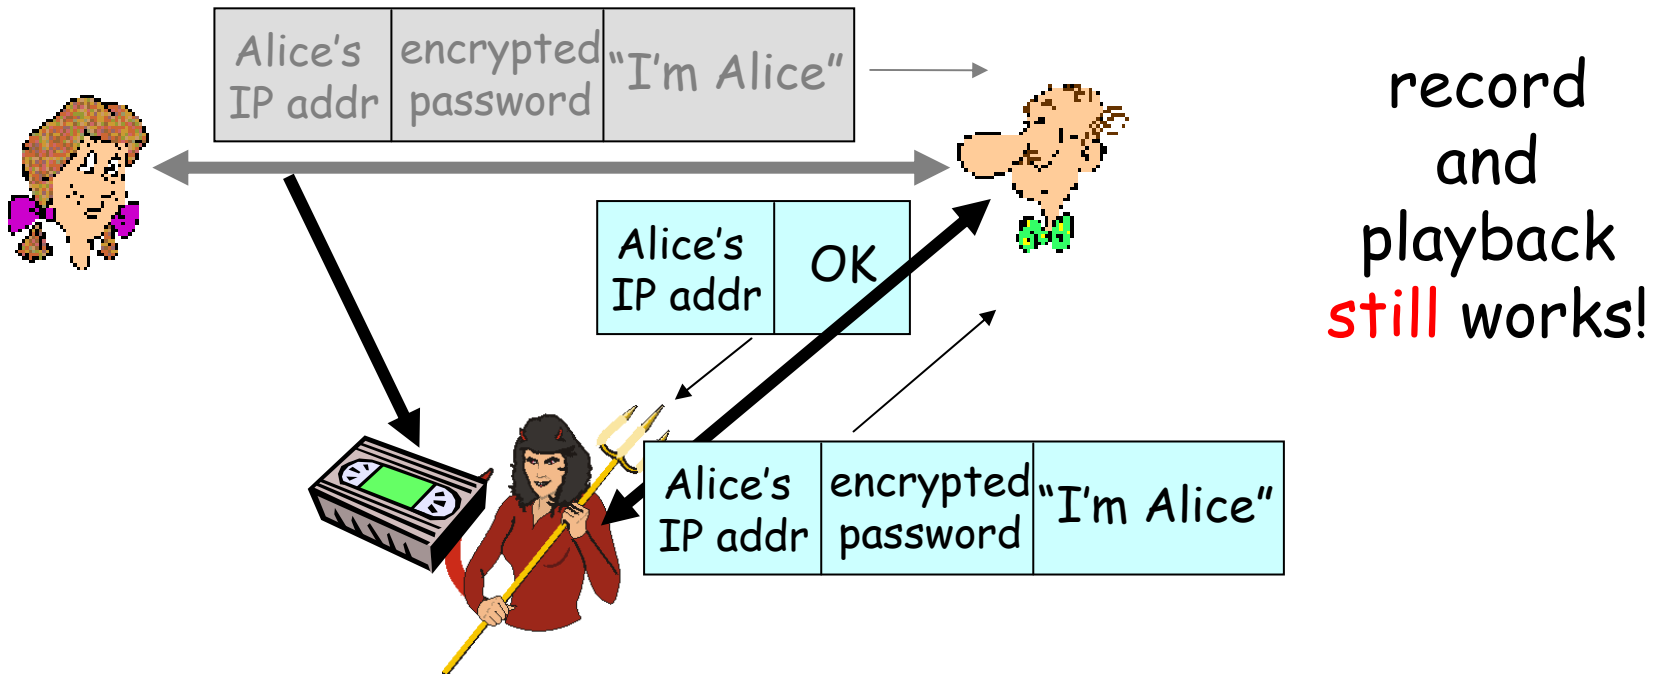 Alice’s
IP addr
encrypted
password
“I’m Alice”
record
and
playback
still works!
Alice’s
IP addr
OK
Alice’s
IP addr
encrypted
password
“I’m Alice”